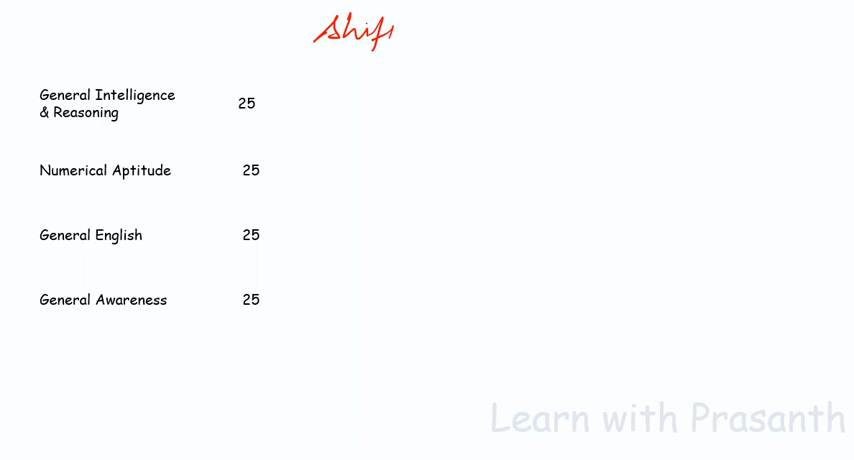 Shift
General Intelligence
& Reasoning 25
Numerical Aptitude 25
General English 25
General Awareness 25
Learn with Prasanth